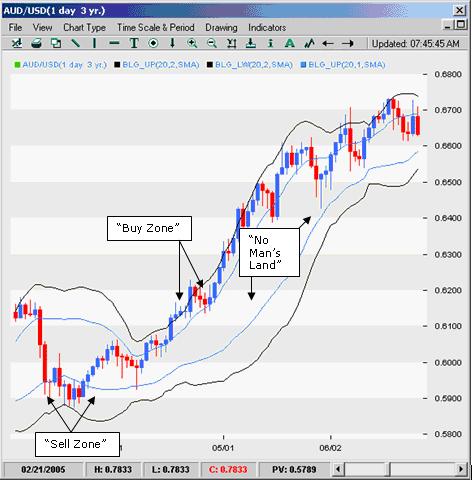 AUD/USD(1 day 3 yr.)
File View Chart Type Time Scale & Period Drawing Indicators
Updated: 07:45:45 AM
AUD/USD(1 day 3 yr.) BLG_UP(20,2,SMA) BLG_LW(20,2,SMA) BLG_UP(20,1,SMA)
0.6800
0.6700
0.6600
0.6500
0.6400
0.6300
0.6200
0.6100
0.6000
0.5900
0.5800
"Buy Zone"
"No
Man's
Land"
"Sell Zone"
05/01 06/02
02/21/2005 H: 0.7833 L: 0.7833 C: 0.7833 PV: 0.5789